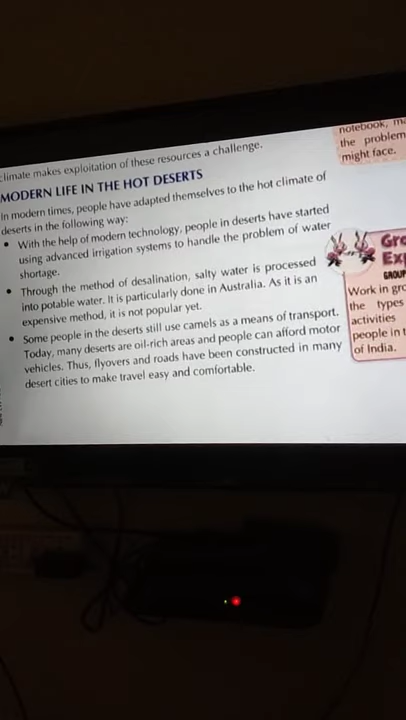 climate makes exploitation of these resources a challenge.
MODERN LIFE IN THE HOT DESERTS
In modern times, people have adapted themselves to the hot climate of
deserts in the following way:
• With the help of modern technology, people in deserts have started
using advanced irrigation systems to handle the problem of water
shortage.
• Through the method of desalination, salty water is processed
into potable water. It is particularly done in Australia. As it is an
expensive method, it is not popular yet.
• Some people in the deserts still use camels as a means of transport.
Today, many deserts are oil-rich areas and people can afford motor
vehicles. Thus, flyovers and roads have been constructed in many
desert cities to make travel easy and comfortable.
notebook, ma
the problem
might face.
Gro
Exp
GROUP
Work in gro
the types
activities
people in t
of India.